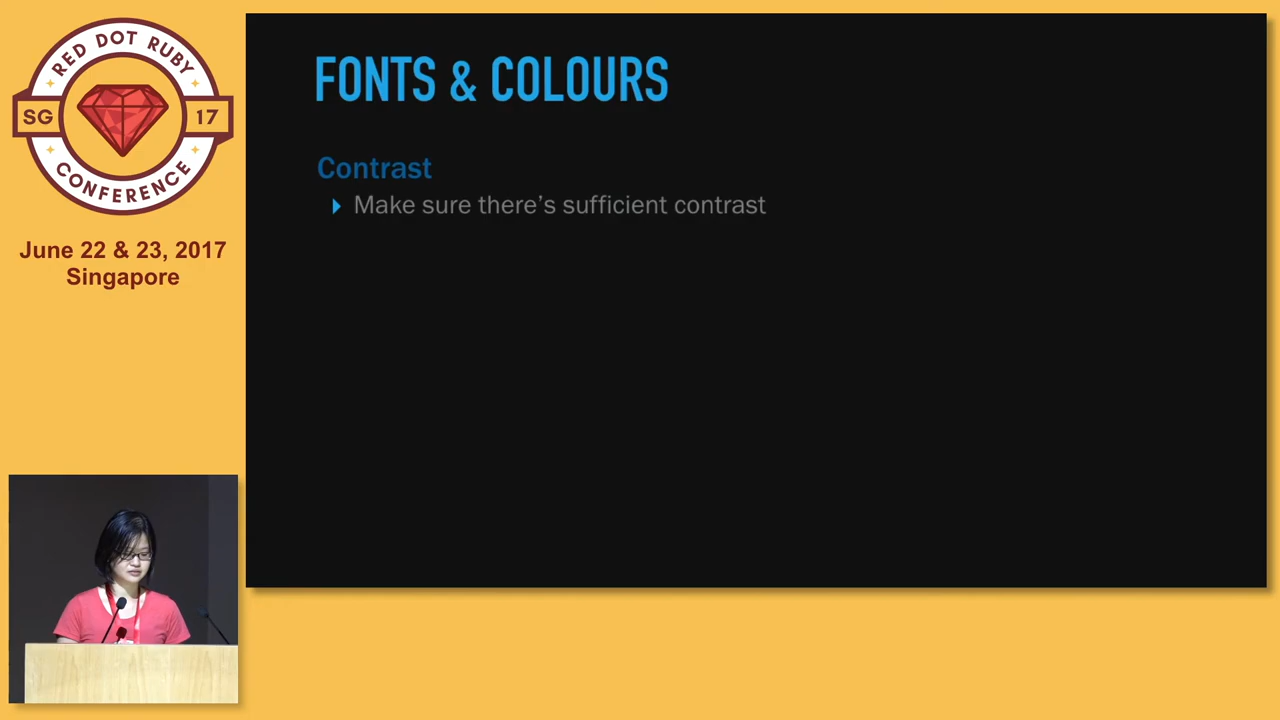 RED DOT RUBY
SG 17
CONFERENCE
June 22 & 23, 2017
Singapore
FONTS & COLOURS
Contrast
Make sure there’s sufficient contrast